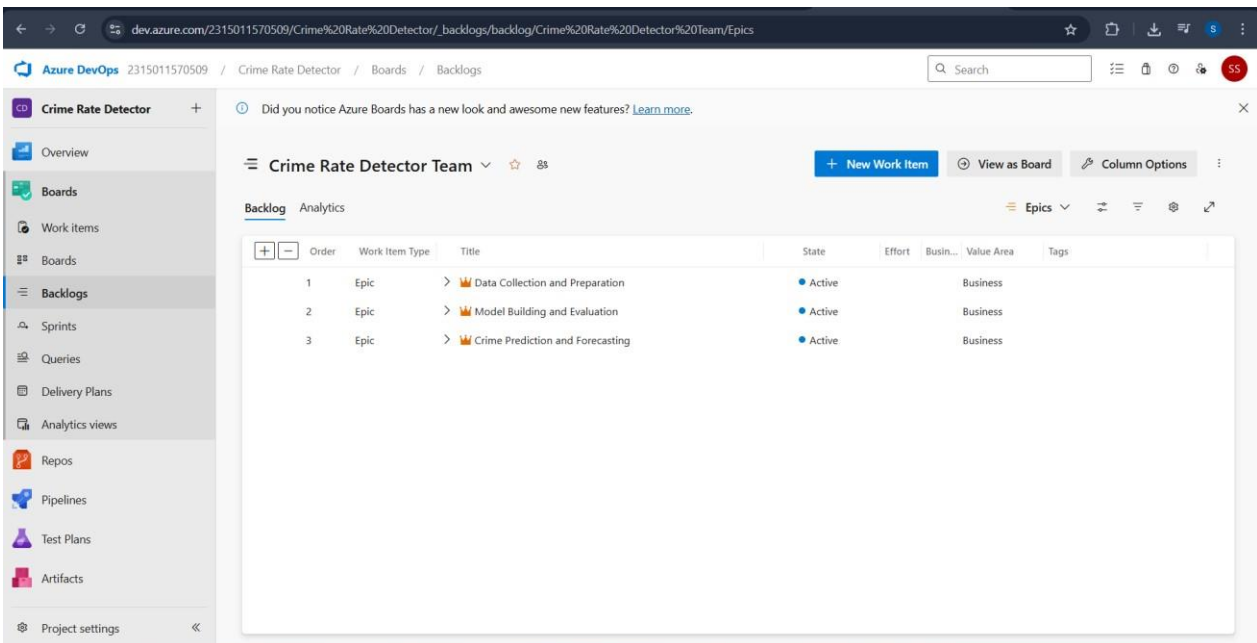 dev.azure.com/2315011570509/Crime%20Rate%20Detector/_backlogs/backlog/Crime%20Rate%20Detector%20Team/Epics
S
Azure DevOps 2315011570509 / Crime Rate Detector / Boards / Backlogs
Search
SS
CD Crime Rate Detector +
Did you notice Azure Boards has a new look and awesome new features? Learn more.
Overview
Boards
Work items
Boards
Backlogs
Sprints
Queries
Delivery Plans
Analytics views
Repos
Pipelines
Test Plans
Artifacts
Project settings
Crime Rate Detector Team
+ New Work Item
View as Board
Column Options
Backlog Analytics
Epics
Order Work Item Type Title State Effort Busin... Value Area Tags
1 Epic Data Collection and Preparation Active Business
2 Epic Model Building and Evaluation Active Business
3 Epic Crime Prediction and Forecasting Active Business